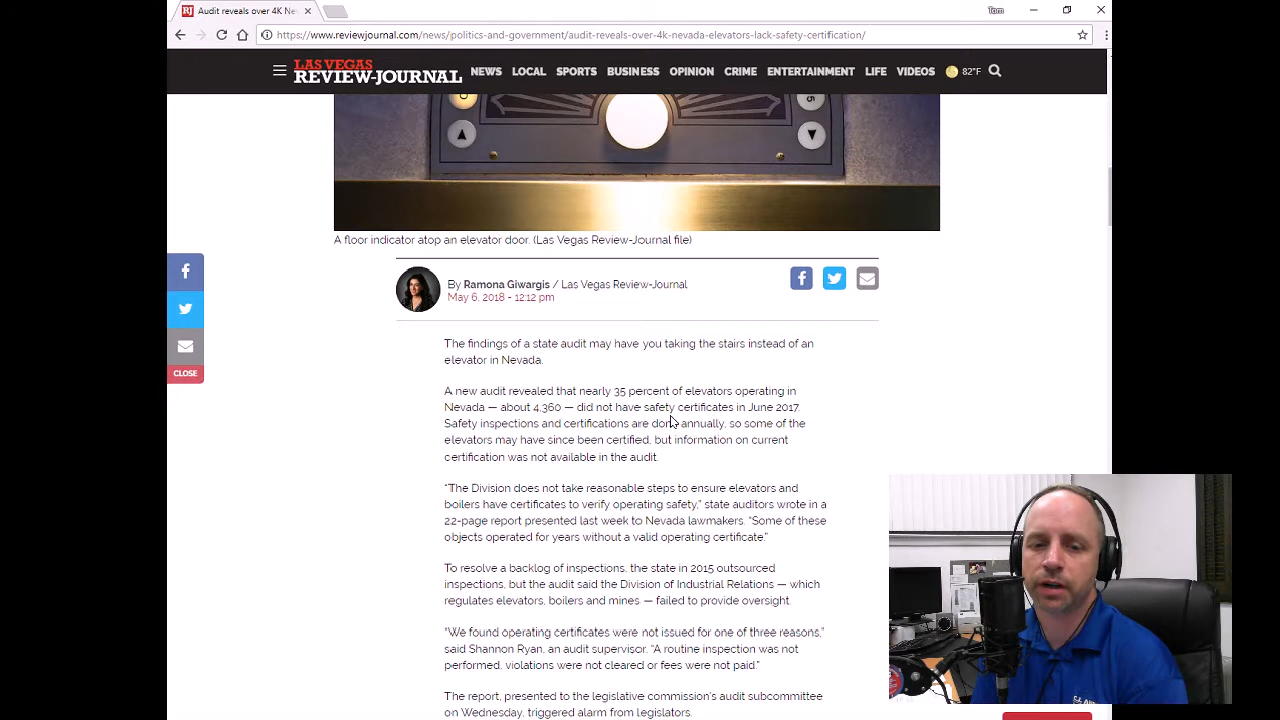 RJ Audit reveals over 4K Ne
Tom
https://www.reviewjournal.com/news/politics-and-government/audit-reveals-over-4k-nevada-elevators-lack-safety-certification/
LAS VEGAS
REVIEW-JOURNAL
NEWS LOCAL SPORTS BUSINESS OPINION CRIME ENTERTAINMENT LIFE VIDEOS 82°F
A floor indicator atop an elevator door. (Las Vegas Review-Journal file)
By Ramona Giwargis / Las Vegas Review-Journal
May 6, 2018 - 12:12 pm
CLOSE
The findings of a state audit may have you taking the stairs instead of an
elevator in Nevada.
A new audit revealed that nearly 35 percent of elevators operating in
Nevada — about 4,360 — did not have safety certificates in June 2017.
Safety inspections and certifications are done annually, so some of the
elevators may have since been certified, but information on current
certification was not available in the audit.
“The Division does not take reasonable steps to ensure elevators and
boilers have certificates to verify operating safety,” state auditors wrote in a
22-page report presented last week to Nevada lawmakers. “Some of these
objects operated for years without a valid operating certificate.”
To resolve a backlog of inspections, the state in 2015 outsourced
inspections, but the audit said the Division of Industrial Relations — which
regulates elevators, boilers and mines — failed to provide oversight.
“We found operating certificates were not issued for one of three reasons,”
said Shannon Ryan, an audit supervisor. “A routine inspection was not
performed, violations were not cleared or fees were not paid.”
The report, presented to the legislative commission’s audit subcommittee
on Wednesday, triggered alarm from legislators.